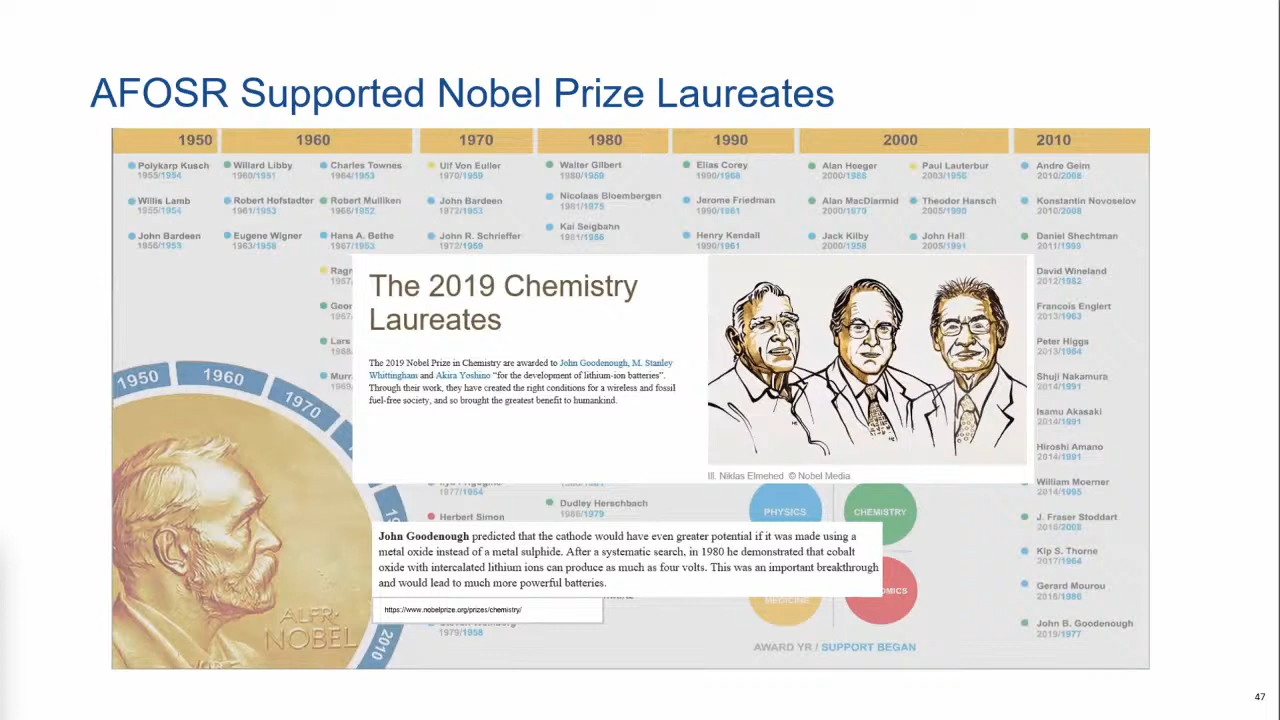 AFOSR Supported Nobel Prize Laureates
1950 1960 1970 1980 1990 2000 2010
Polykarp Kusch Willard Libby Charles Townes Ulf Von Euller Walter Gilbert Elias Corey Alan Heeger Paul Lauterbur Andre Geim
1955/1954 1960/1951 1964/1953 1970/1959 1980/1959 1990/1968 2000/1986 2003/1956 2010/2008
Willis Lamb Robert Hofstadter Robert Mulliken John Bardeen Nicolaas Bloembergen Jerome Friedman Alan MacDiarmid Theodor Hansch Konstantin Novoselov
1955/1954 1961/1953 1966/1952 1972/1953 1981/1975 1990/1961 2000/1979 2005/1990 2010/2008
John Bardeen Eugene Wigner Hans A. Bethe John R. Schrieffer Kai Seigbahn Henry Kendall Jack Kilby John Hall Daniel Shechtman
1956/1953 1963/1958 1967/1953 1972/1959 1981/1956 1990/1961 2000/1958 2005/1991 2011/1999
David Wineland
2012/1982
Francois Englert
2013/1963
Peter Higgs
2013/1964
Shuji Nakamura
2014/1991
Isamu Akasaki
2014/1991
Hiroshi Amano
2014/1991
William Moerner
2014/1995
J. Fraser Stoddart
2016/2008
Kip S. Thorne
2017/1964
Gerard Mourou
2018/1986
John B. Goodenough
2019/1977
The 2019 Chemistry
Laureates
The 2019 Nobel Prize in Chemistry are awarded to John Goodenough, M. Stanley
Whittingham and Akira Yoshino “for the development of lithium-ion batteries”.
Through their work, they have created the right conditions for a wireless and fossil
fuel-free society, and so brought the greatest benefit to humankind.
Ill. Niklas Elmehed © Nobel Media
1950 1960 1970
1977/1954
Herbert Simon
Dudley Herschbach
1986/1979
PHYSICS CHEMISTRY
John Goodenough predicted that the cathode would have even greater potential if it was made using a
metal oxide instead of a metal sulphide. After a systematic search, in 1980 he demonstrated that cobalt
oxide with intercalated lithium ions can produce as much as four volts. This was an important breakthrough
and would lead to much more powerful batteries.
https://www.nobelprize.org/prizes/chemistry/
1979/1958
2010
ALFR:
NOBEL
AWARD YR / SUPPORT BEGAN
47